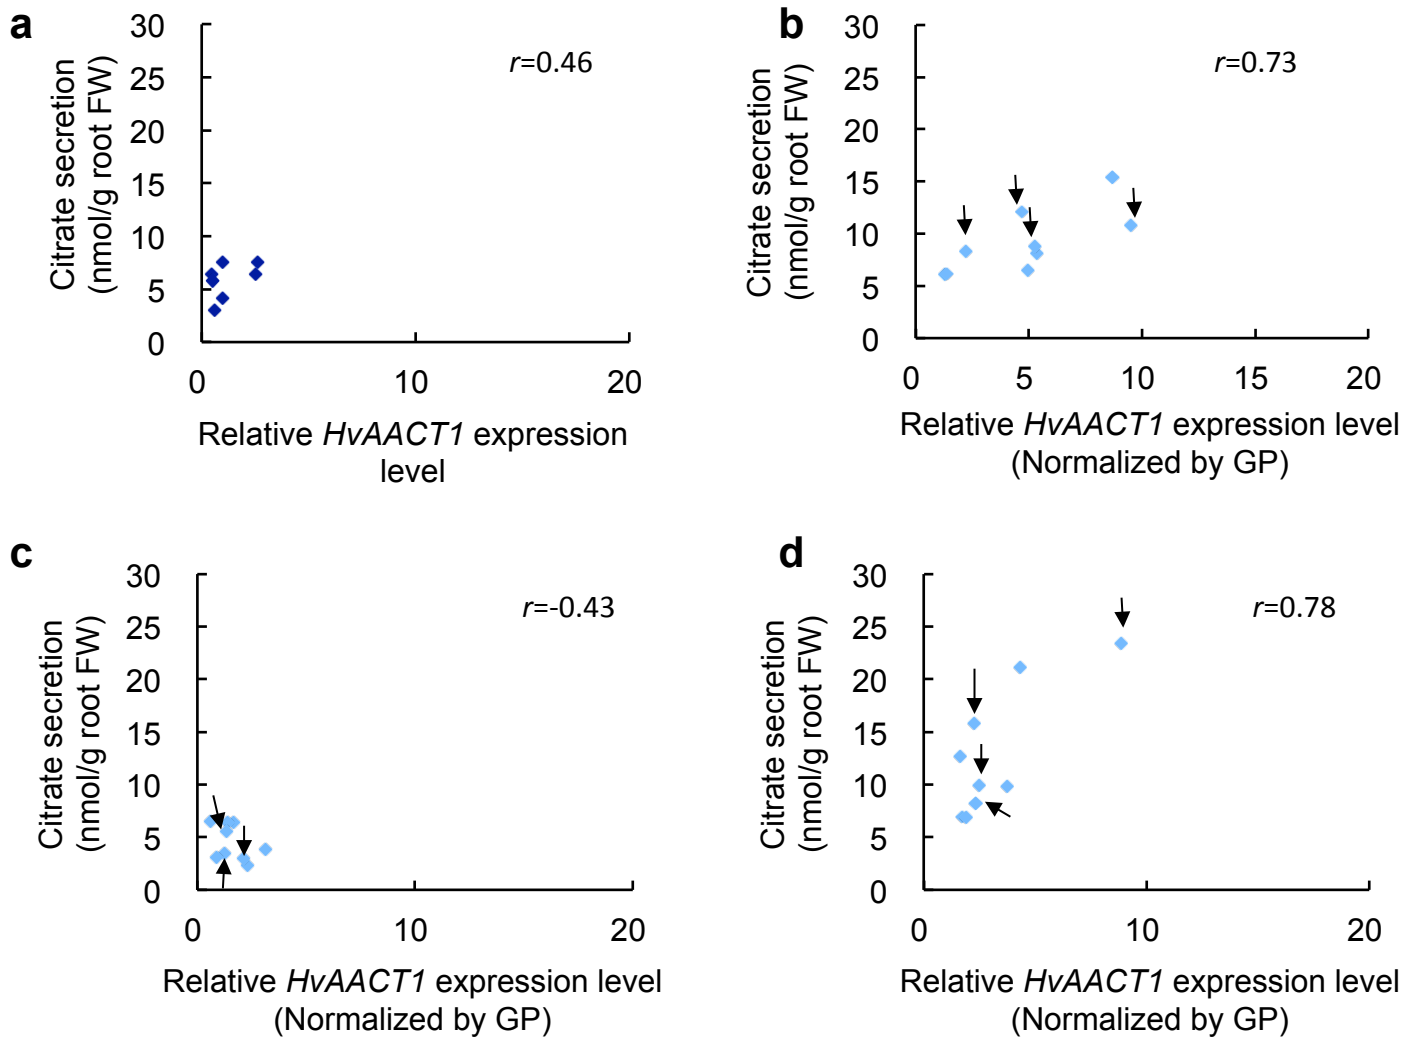 a
30
25
20
15
10
5
0
Citrate secretion
(nmol/g root FW)
r=0.46
0 10 20
Relative HvAACT1 expression
level
b
30
25
20
15
10
5
0
Citrate secretion
(nmol/g root FW)
r=0.73
0 5 10 15 20
Relative HvAACT1 expression level
(Normalized by GP)
c
30
25
20
15
10
5
0
Citrate secretion
(nmol/g root FW)
r=-0.43
0 10 20
Relative HvAACT1 expression level
(Normalized by GP)
d
30
25
20
15
10
5
0
Citrate secretion
(nmol/g root FW)
r=0.78
0 10 20
Relative HvAACT1 expression level
(Normalized by GP)